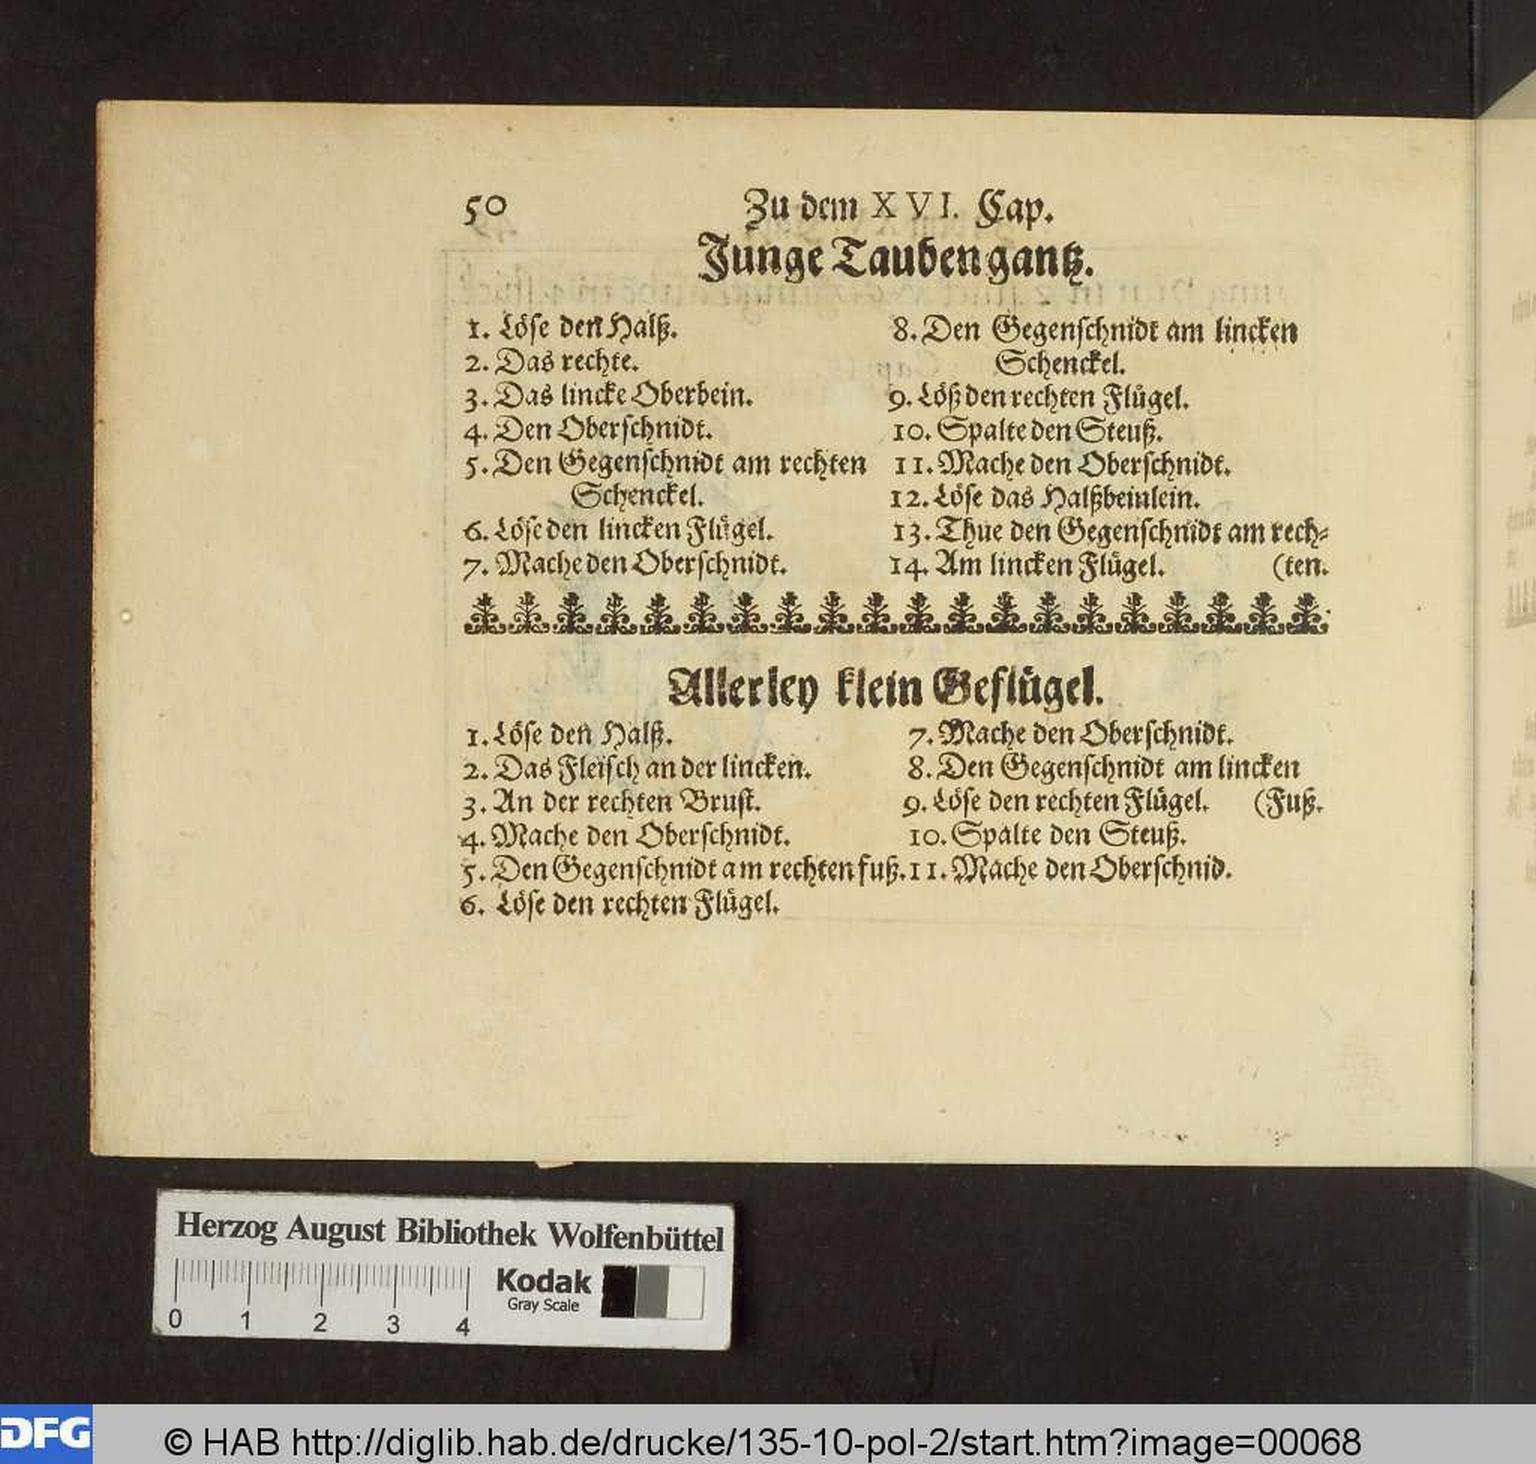 50 Zu dem XVI. Cap.
Junge Tauben gantz.
1. Löse den Halß.
2. Das rechte.
3. Das lincke Oberbein.
4. Den Oberschnidt.
5. Den Gegenschnidt am rechten
Schenckel.
6. Löse den lincken Flügel.
7. Mache den Oberschnidt.
8. Den Gegenschnidt am lincken
Schenckel.
9. Löß den rechten Flügel.
10. Spalte den Steuß.
11. Mache den Oberschnidt.
12. Löse das Halßbeinlein.
13. Thue den Gegenschnidt am rech-
14. Am lincken Flügel. (ten.
Allerley klein Geflügel.
1. Löse den Halß.
2. Das Fleisch an der lincken.
3. An der rechten Brust.
4. Mache den Oberschnidt.
5. Den Gegenschnidt am rechten fuß.
6. Löse den rechten Flügel.
7. Mache den Oberschnidt.
8. Den Gegenschnidt am lincken
9. Löse den rechten Flügel. (Fuß.
10. Spalte den Steuß.
11. Mache den Oberschnid.
Herzog August Bibliothek Wolfenbüttel
Kodak
Gray Scale
0 1 2 3 4
DFG
© HAB http://diglib.hab.de/drucke/135-10-pol-2/start.htm?image=00068